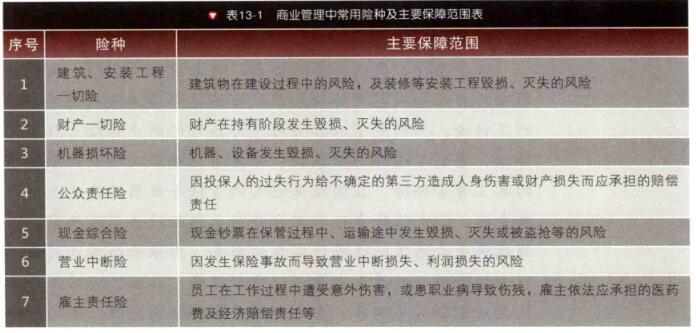 ▼ 表13-1 商业管理中常用险种及主要保障范围表
序号 险种 主要保障范围
1 建筑、安装工程一切险 建筑物在建设过程中的风险，及装修等安装工程毁损、灭失的风险
2 财产一切险 财产在持有阶段发生毁损、灭失的风险
3 机器损坏险 机器、设备发生毁损、灭失的风险
4 公众责任险 因投保人的过失行为给不确定的第三方造成人身伤害或财产损失而应承担的赔偿
责任
5 现金综合险 现金钞票在保管过程中、运输途中发生毁损、灭失或被盗抢等的风险
6 营业中断险 因发生保险事故而导致营业中断损失、利润损失的风险
7 雇主责任险 员工在工作过程中遭受意外伤害，或患职业病导致伤残，雇主依法应承担的医药
费及经济赔偿责任等